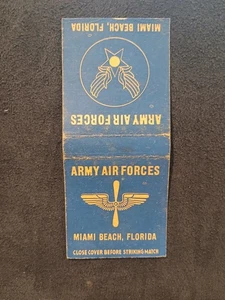 MIAMI BEACH, FLORIDA
ARMY AIR FORCES
ARMY AIR FORCES
MIAMI BEACH, FLORIDA
CLOSE COVER BEFORE STRIKING MATCH